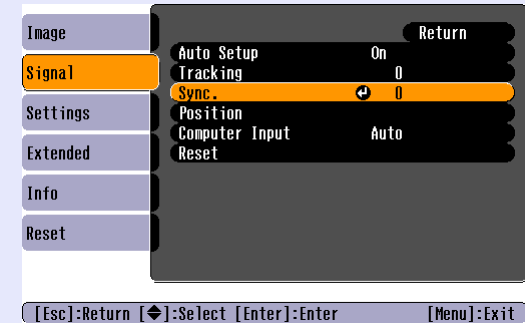 Image
Signal
Settings
Extended
Info
Reset
Return
Auto Setup On
Tracking 0
Sync. 0
Position
Computer Input Auto
Reset
[Esc]:Return [◆]:Select [Enter]:Enter [Menu]:Exit